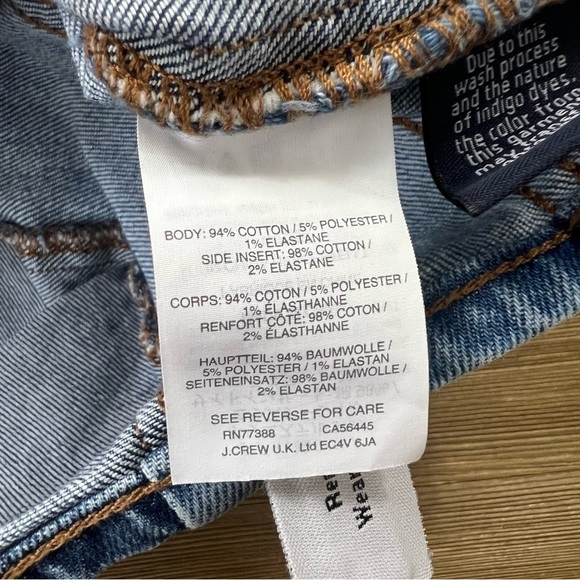 Due to this
wash process
and the nature
of indigo dyes,
the color from
this garment
may transfer
BODY: 94% COTTON / 5% POLYESTER /
1% ELASTANE
SIDE INSERT: 98% COTTON /
2% ELASTANE
CORPS: 94% COTON / 5% POLYESTER /
1% ÉLASTHANNE
RENFORT CÔTÉ: 98% COTON /
2% ÉLASTHANNE
HAUPTTEIL: 94% BAUMWOLLE /
5% POLYESTER / 1% ELASTAN
SEITENEINSATZ: 98% BAUMWOLLE /
2% ELASTAN
SEE REVERSE FOR CARE
RN77388 CA56445
J.CREW U.K. Ltd EC4V 6JA